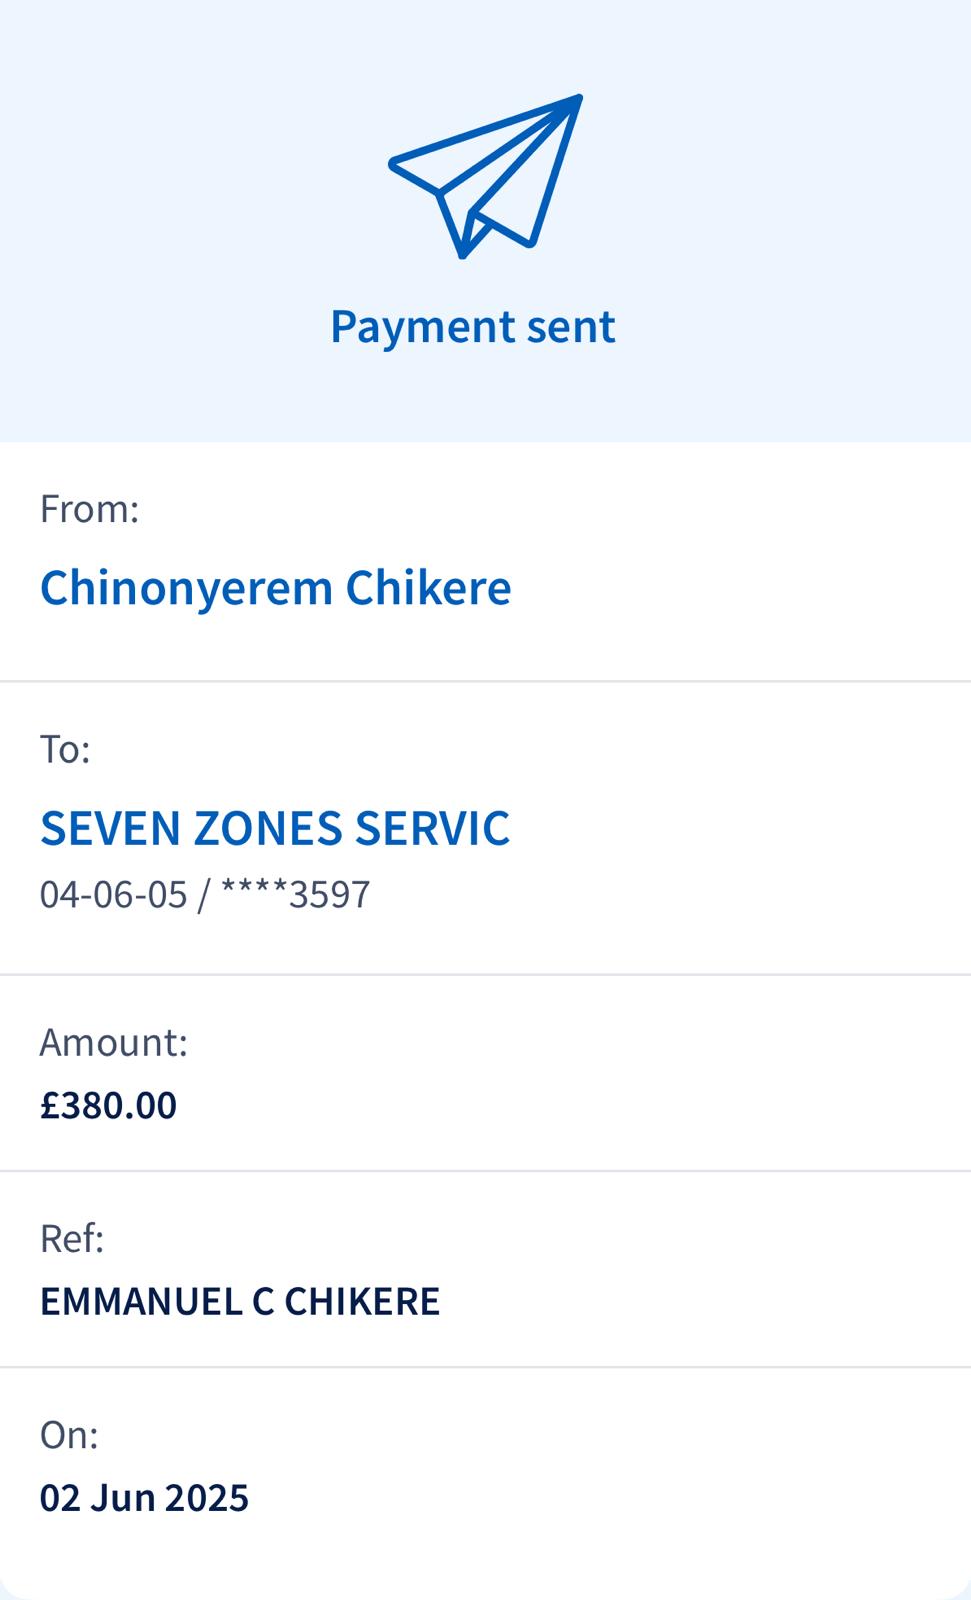 Payment sent
From:
Chinonyerem Chikere
To:
SEVEN ZONES SERVIC
04-06-05 / ****3597
Amount:
£380.00
Ref:
EMMANUEL C CHIKERE
On:
02 Jun 2025